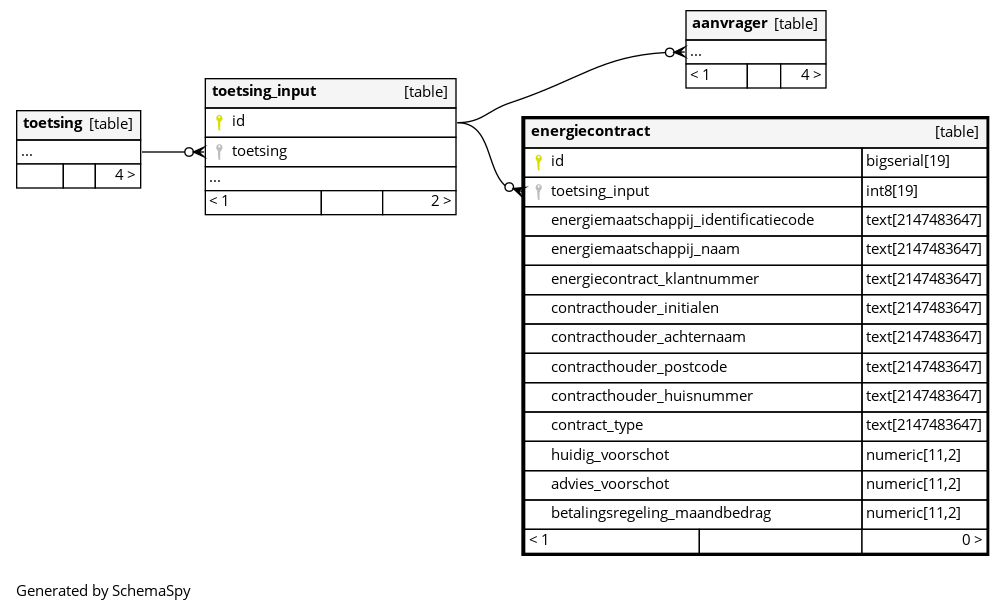 toetsing [table]
...
4 >
toetsing_input [table]
id
toetsing
...
< 1 2 >
aanvrager [table]
...
< 1 4 >
energiecontract [table]
id bigserial[19]
toetsing_input int8[19]
energiemaatschappij_identificatiecode text[2147483647]
energiemaatschappij_naam text[2147483647]
energiecontract_klantnummer text[2147483647]
contracthouder_initialen text[2147483647]
contracthouder_achternaam text[2147483647]
contracthouder_postcode text[2147483647]
contracthouder_huisnummer text[2147483647]
contract_type text[2147483647]
huidig_voorschot numeric[11,2]
advies_voorschot numeric[11,2]
betalingsregeling_maandbedrag numeric[11,2]
< 1 0 >
Generated by SchemaSpy